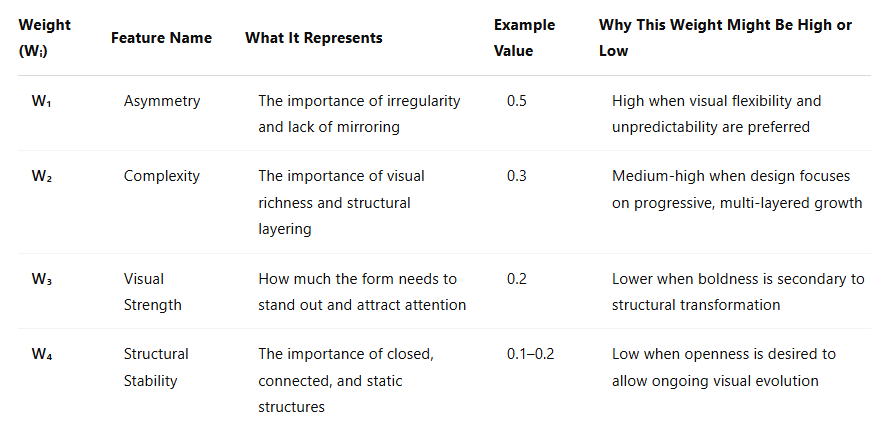 Weight (Wᵢ) Feature Name What It Represents Example Value Why This Weight Might Be High or Low
W₁ Asymmetry The importance of irregularity and lack of mirroring 0.5 High when visual flexibility and unpredictability are preferred
W₂ Complexity The importance of visual richness and structural layering 0.3 Medium-high when design focuses on progressive, multi-layered growth
W₃ Visual Strength How much the form needs to stand out and attract attention 0.2 Lower when boldness is secondary to structural transformation
W₄ Structural Stability The importance of closed, connected, and static structures 0.1–0.2 Low when openness is desired to allow ongoing visual evolution